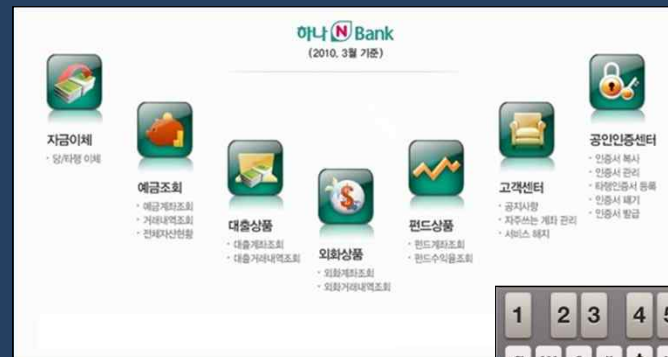 하나 N Bank
(2010. 3월 기준)
자금이체
· 당/타행 이체
예금조회
· 예금계좌조회
· 거래내역조회
· 전체자산현황
대출상품
· 대출계좌조회
· 대출거래내역조회
외화상품
· 외화계좌조회
· 외화거래내역조회
펀드상품
· 펀드계좌조회
· 펀드수익율조회
고객센터
· 공지사항
· 자주쓰는 계좌 관리
· 서비스 해지
공인인증센터
· 인증서 복사
· 인증서 관리
· 타행인증서 등록
· 인증서 폐기
· 인증서 발급
1 2 3 4 5